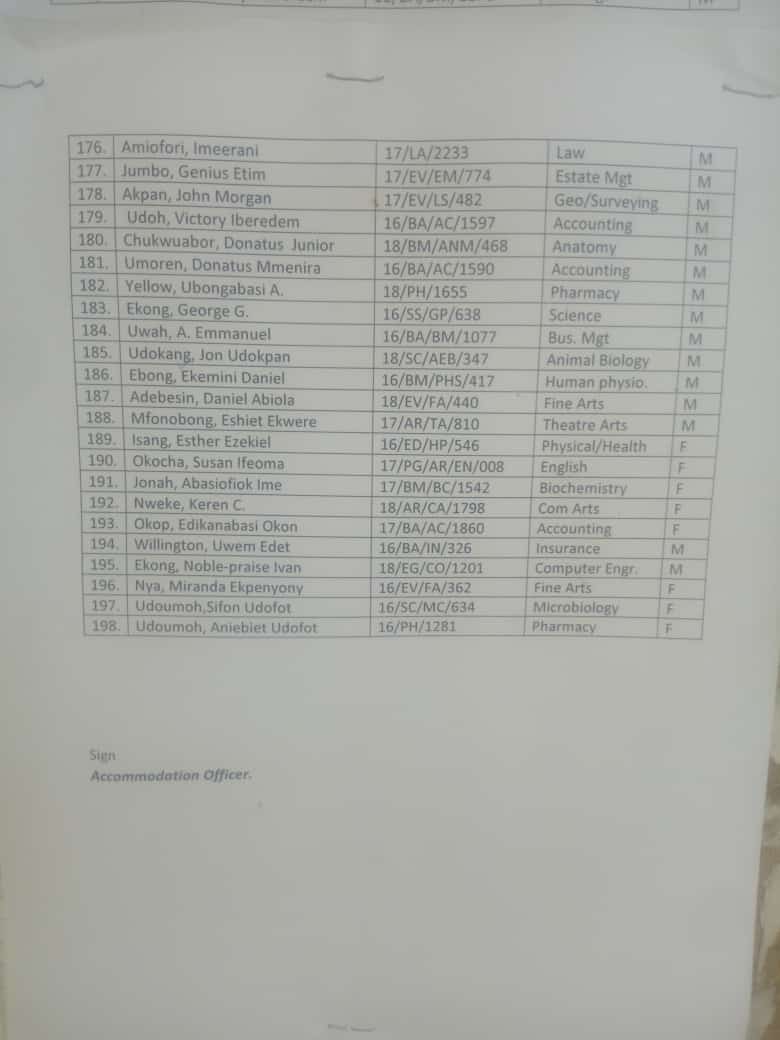 M
176. Amiofori, Imeerani 17/LA/2233 Law M
177. Jumbo, Genius Etim 17/EV/EM/774 Estate Mgt M
178. Akpan, John Morgan 17/EV/LS/482 Geo/Surveying M
179. Udoh, Victory Iberedem 16/BA/AC/1597 Accounting M
180. Chukwuabor, Donatus Junior 18/BM/ANM/468 Anatomy M
181. Umoren, Donatus Mmenira 16/BA/AC/1590 Accounting M
182. Yellow, Ubongabasi A. 18/PH/1655 Pharmacy M
183. Ekong, George G. 16/SS/GP/638 Science M
184. Uwah, A. Emmanuel 16/BA/BM/1077 Bus. Mgt M
185. Udokang, Jon Udokpan 18/SC/AEB/347 Animal Biology M
186. Ebong, Ekemini Daniel 16/BM/PHS/417 Human physio. M
187. Adebesin, Daniel Abiola 18/EV/FA/440 Fine Arts M
188. Mfonobong, Eshiet Ekwere 17/AR/TA/810 Theatre Arts M
189. Isang, Esther Ezekiel 16/ED/HP/546 Physical/Health F
190. Okocha, Susan Ifeoma 17/PG/AR/EN/008 English F
191. Jonah, Abasiofiok Ime 17/BM/BC/1542 Biochemistry F
192. Nweke, Keren C. 18/AR/CA/1798 Com Arts F
193. Okop, Edikanabasi Okon 17/BA/AC/1860 Accounting F
194. Willington, Uwem Edet 16/BA/IN/326 Insurance M
195. Ekong, Noble-praise Ivan 18/EG/CO/1201 Computer Engr. M
196. Nya, Miranda Ekpenyony 16/EV/FA/362 Fine Arts F
197. Udoumoh,Sifon Udofot 16/SC/MC/634 Microbiology F
198. Udoumoh, Aniebiet Udofot 16/PH/1281 Pharmacy F
Sign
Accommodation Officer.